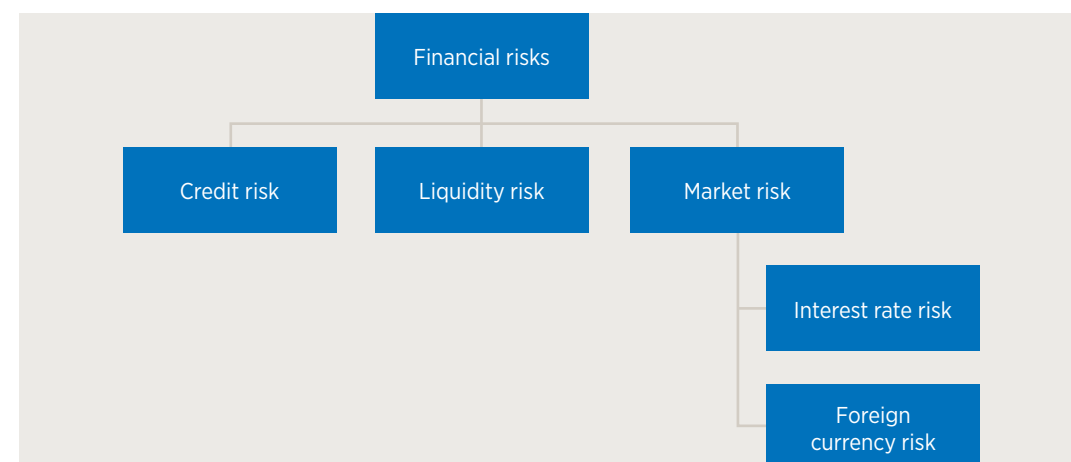 Financial risks
Credit risk
Liquidity risk
Market risk
Interest rate risk
Foreign
currency risk